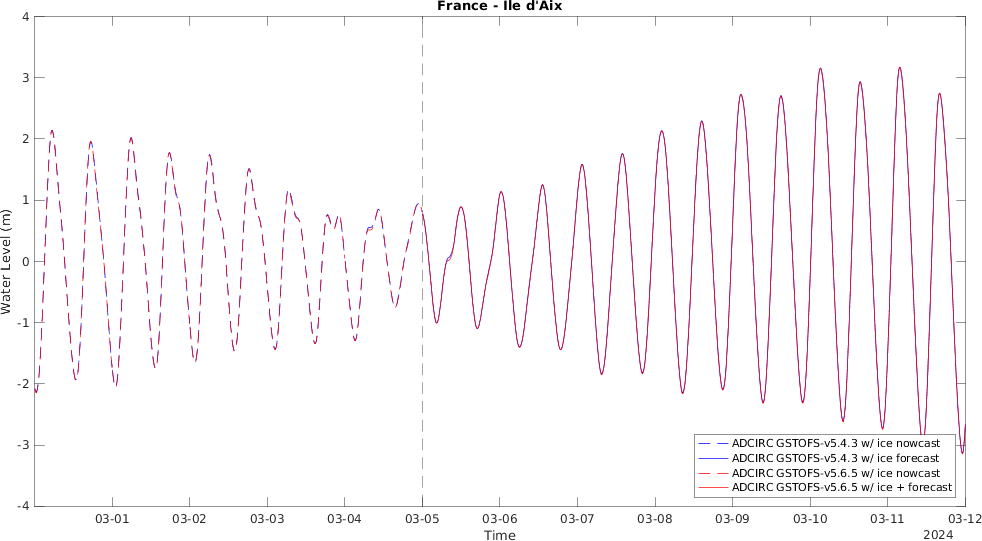 France - Ile d'Aix
4
3
2
1
0
-1
-2
-3
-4
Water Level (m)
ADCIRC GSTOFS-v5.4.3 w/ ice nowcast
ADCIRC GSTOFS-v5.4.3 w/ ice forecast
ADCIRC GSTOFS-v5.6.5 w/ ice nowcast
ADCIRC GSTOFS-v5.6.5 w/ ice + forecast
03-01 03-02 03-03 03-04 03-05 03-06 03-07 03-08 03-09 03-10 03-11 03-12
Time
2024